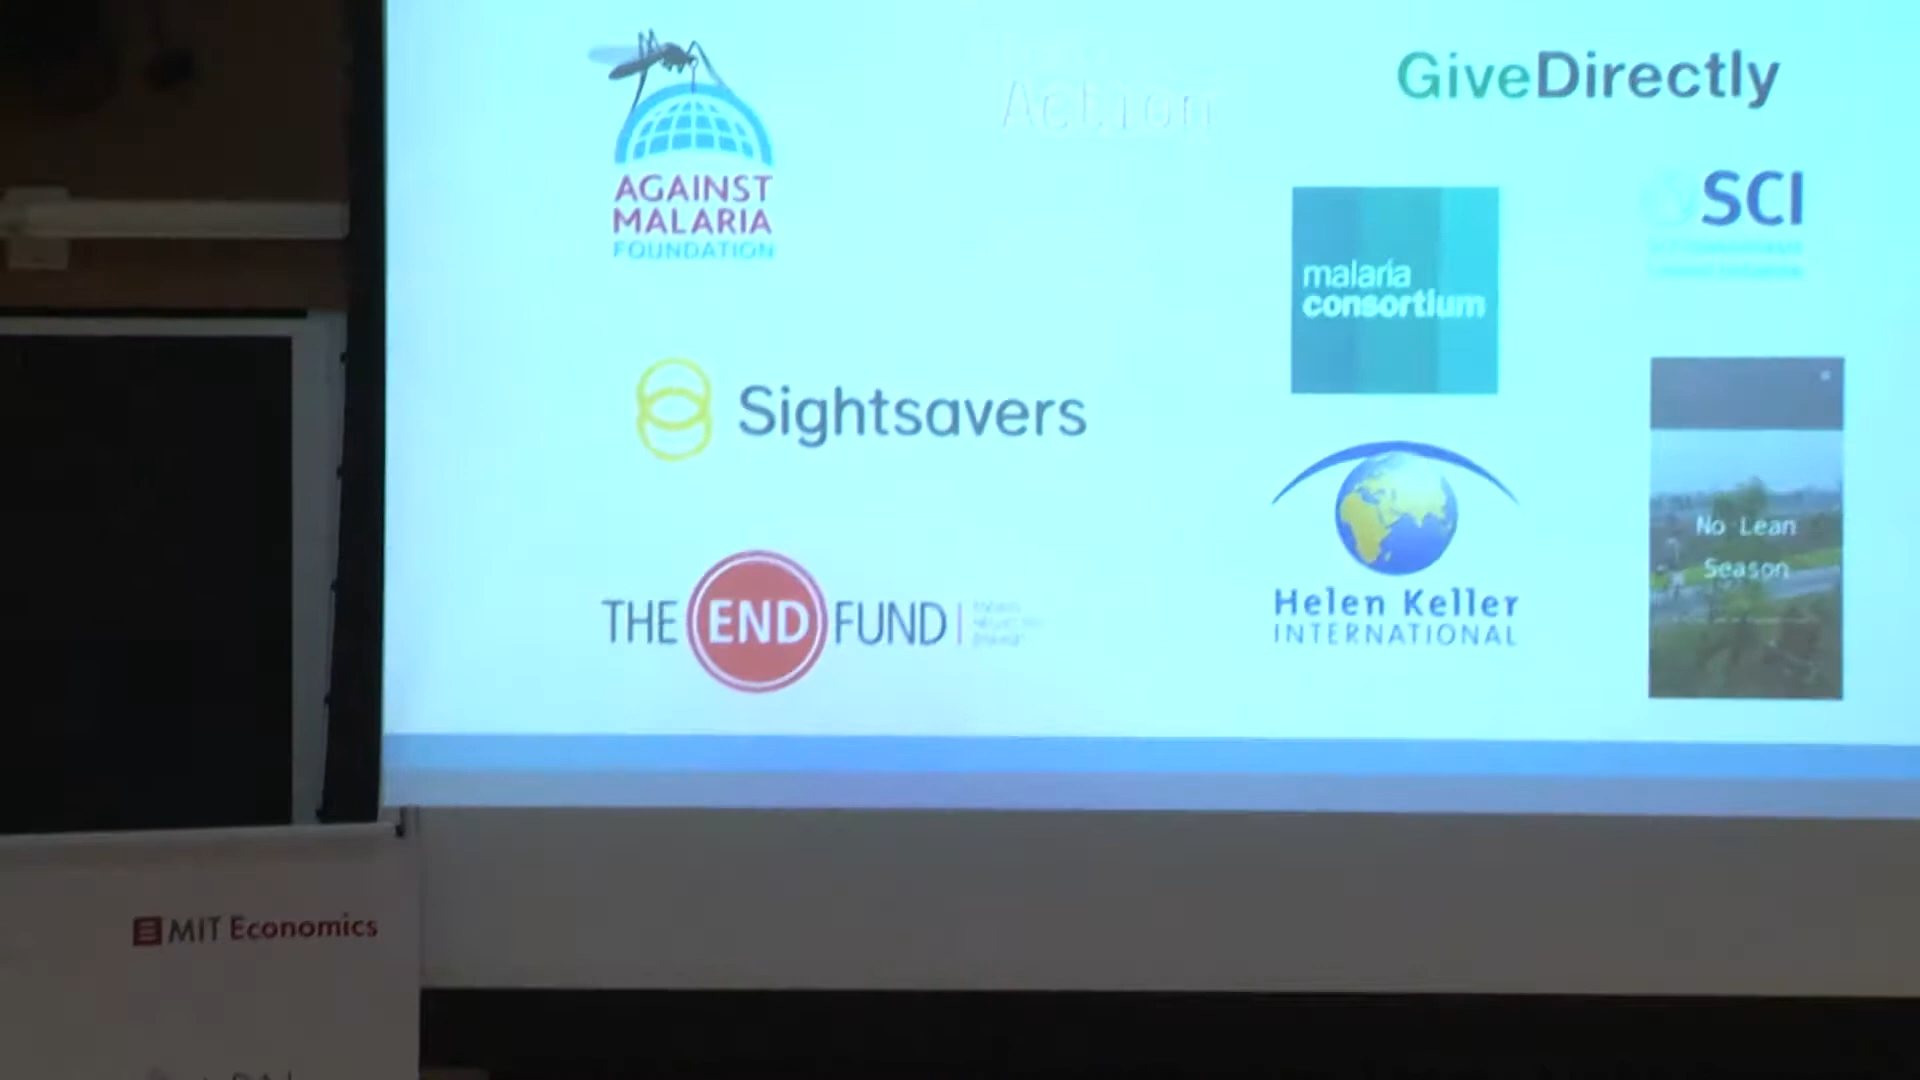 Action
GiveDirectly
AGAINST
MALARIA
FOUNDATION
SCI
malaria
consortium
Sightsavers
No Lean
Season
THE END FUND
Helen Keller
INTERNATIONAL
MIT Economics